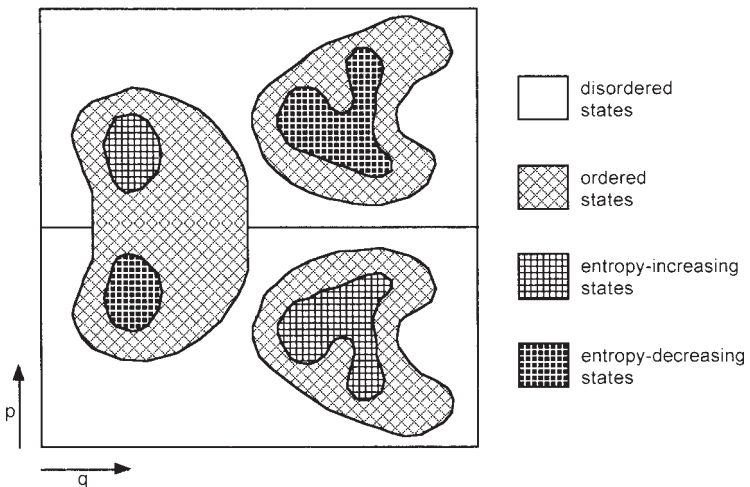 disordered
states
ordered
states
entropy-increasing
states
entropy-decreasing
states
p
q